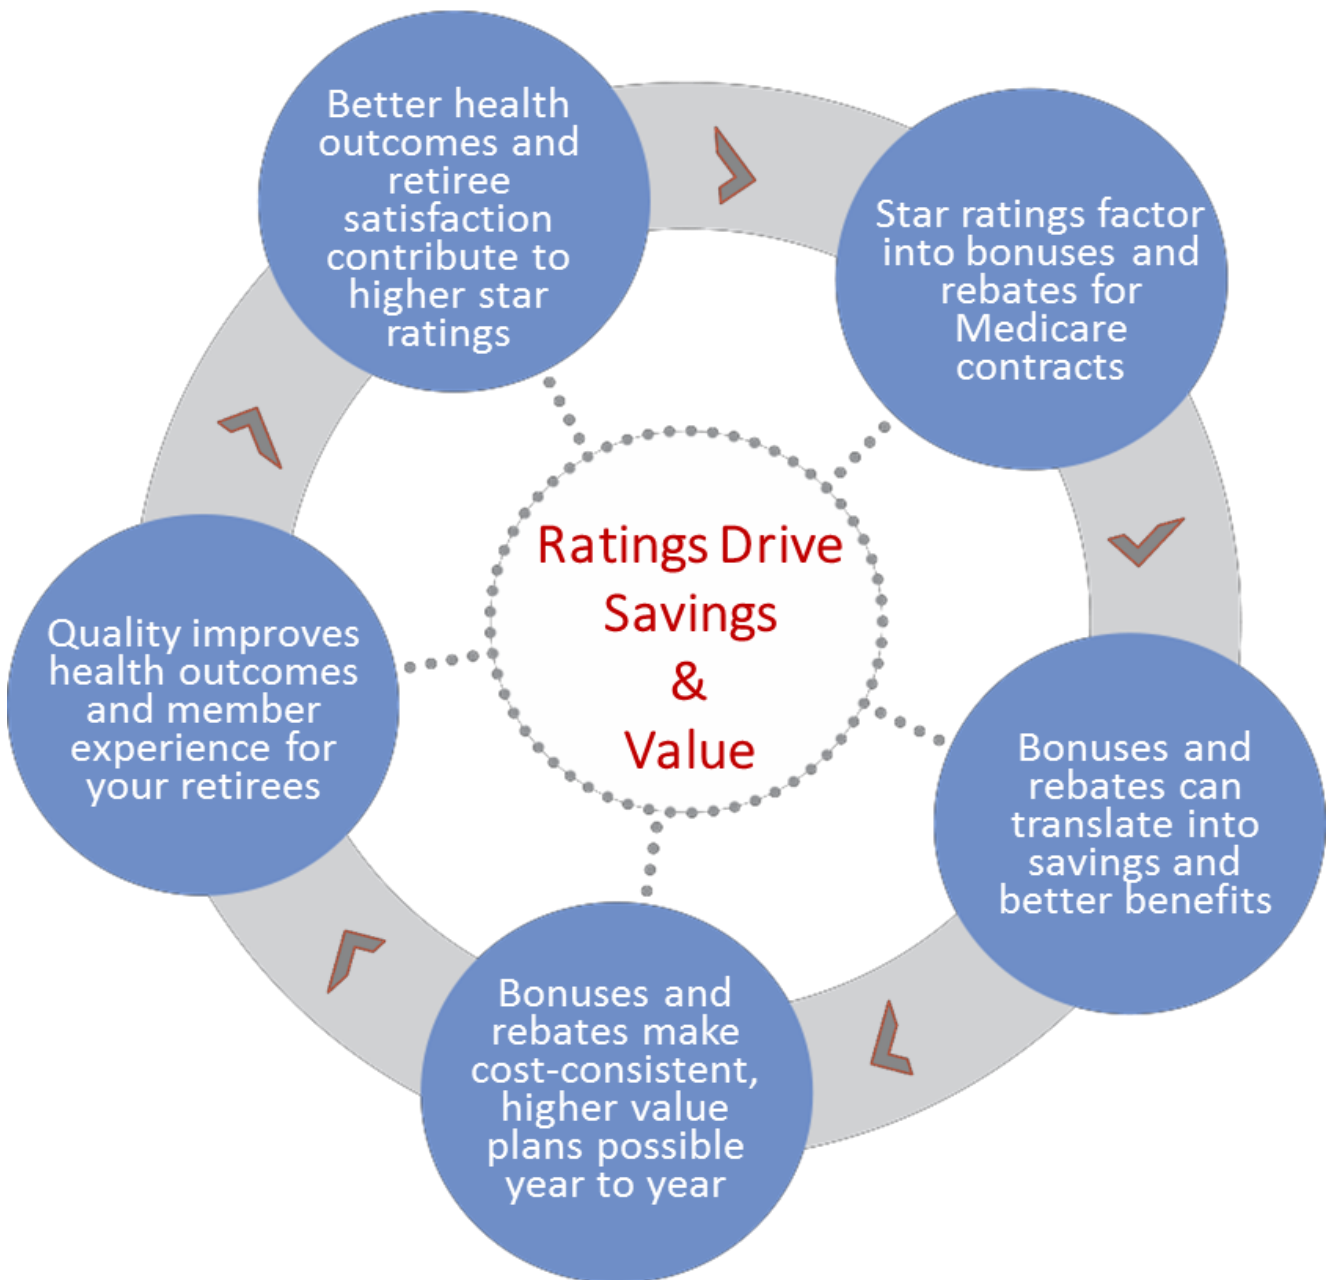 Better health
outcomes and
retiree
satisfaction
contribute to
higher star
ratings
Star ratings factor
into bonuses and
rebates for
Medicare
contracts
Bonuses and
rebates can
translate into
savings and
better benefits
Bonuses and
rebates make
cost-consistent,
higher value
plans possible
year to year
Quality improves
health outcomes
and member
experience for
your retirees
Ratings Drive
Savings
&
Value